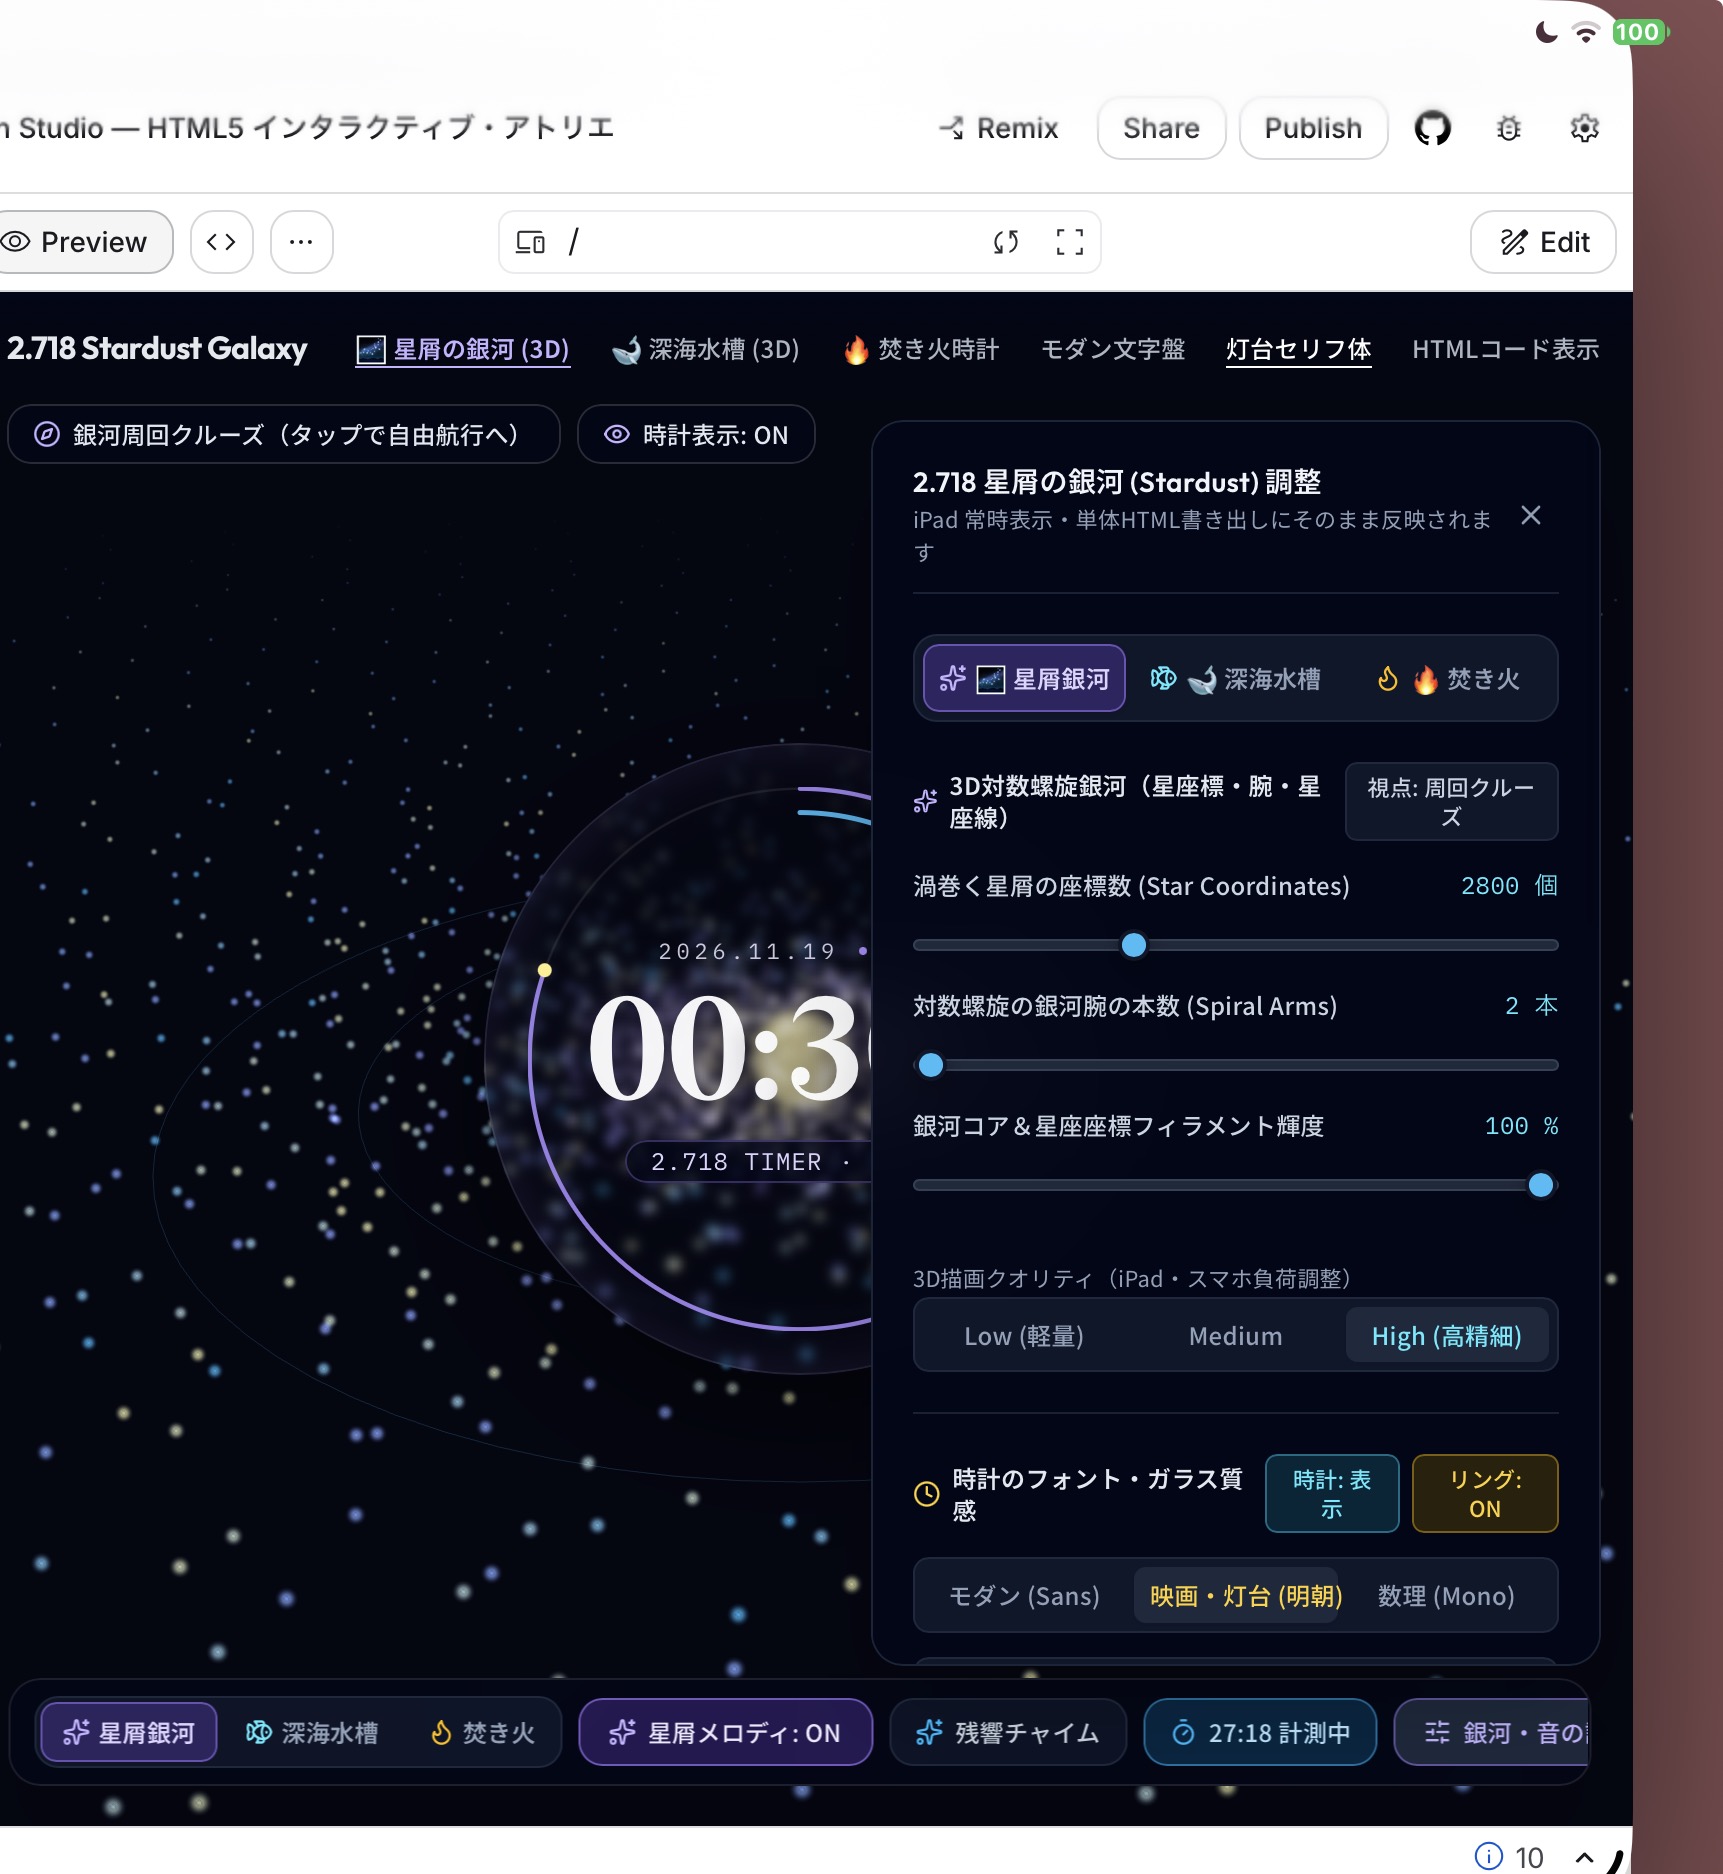 100
n Studio — HTML5 インタラクティブ・アトリエ
Remix
Share
Publish
Preview
/
Edit
2.718 Stardust Galaxy
星屑の銀河 (3D)
深海水槽 (3D)
焚き火時計
モダン文字盤
灯台セリフ体
HTMLコード表示
銀河周回クルーズ（タップで自由航行へ）
時計表示: ON
2.718 星屑の銀河 (Stardust) 調整
iPad 常時表示・単体HTML書き出しにそのまま反映されま
す
星屑銀河
深海水槽
焚き火
3D対数螺旋銀河（星座標・腕・星
座線）
視点: 周回クルー
ズ
渦巻く星屑の座標数 (Star Coordinates)
2800 個
対数螺旋の銀河腕の本数 (Spiral Arms)
2 本
銀河コア＆星座座標フィラメント輝度
100 %
3D描画クオリティ（iPad・スマホ負荷調整）
Low (軽量)
Medium
High (高精細)
時計のフォント・ガラス質
感
時計: 表
示
リング:
ON
モダン (Sans)
映画・灯台 (明朝)
数理 (Mono)
2026.11.19 •
00:3
2.718 TIMER ·
星屑銀河
深海水槽
焚き火
星屑メロディ: ON
残響チャイム
27:18 計測中
銀河・音の
10